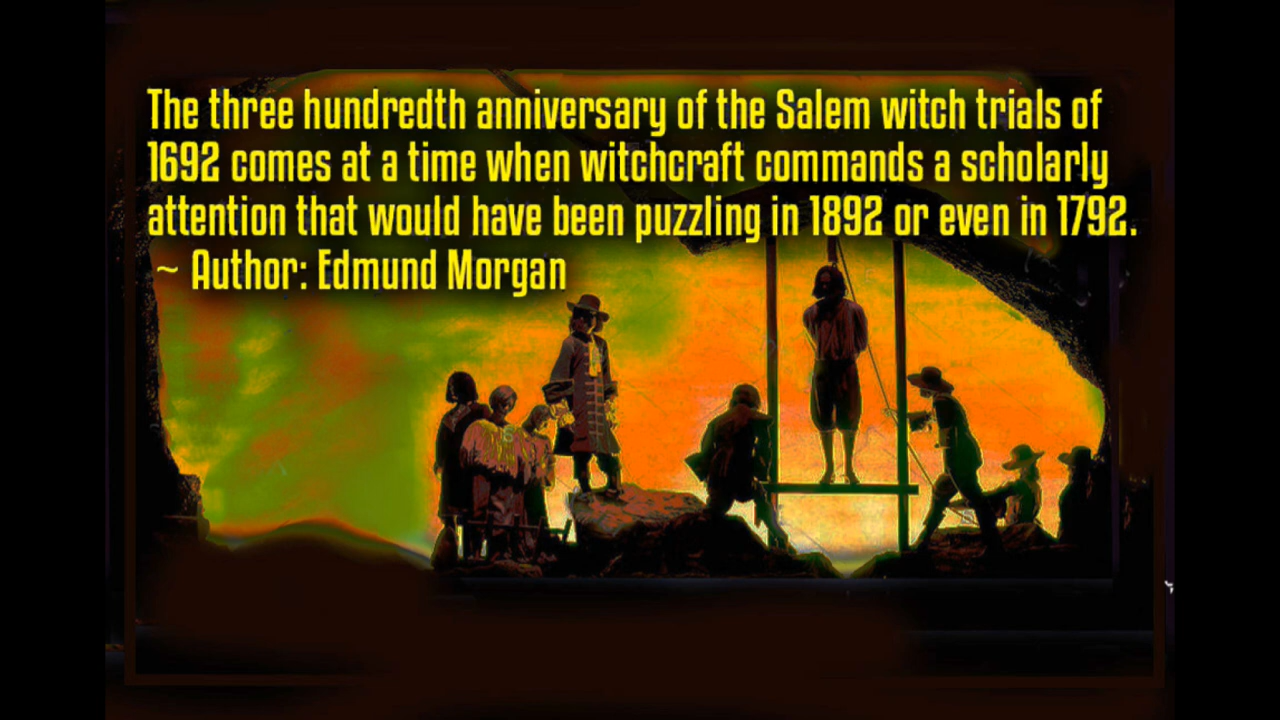 The three hundredth anniversary of the Salem witch trials of
1692 comes at a time when witchcraft commands a scholarly
attention that would have been puzzling in 1892 or even in 1792.
~ Author: Edmund Morgan